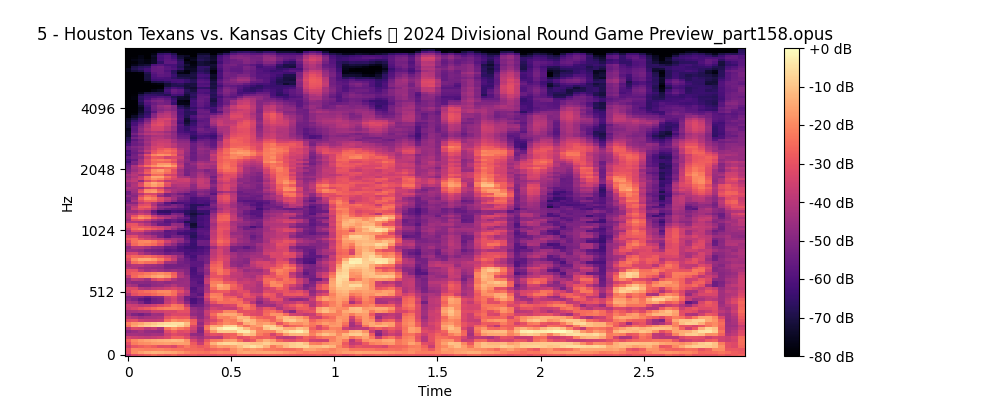 5 - Houston Texans vs. Kansas City Chiefs ▯ 2024 Divisional Round Game Preview_part158.opus
+0 dB
-10 dB
-20 dB
-30 dB
-40 dB
-50 dB
-60 dB
-70 dB
-80 dB
4096
2048
1024
512
0
Hz
0 0.5 1 1.5 2 2.5
Time